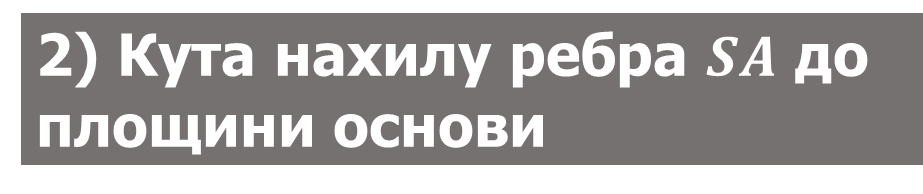 2) Кута нахилу ребра SA до
площини основи